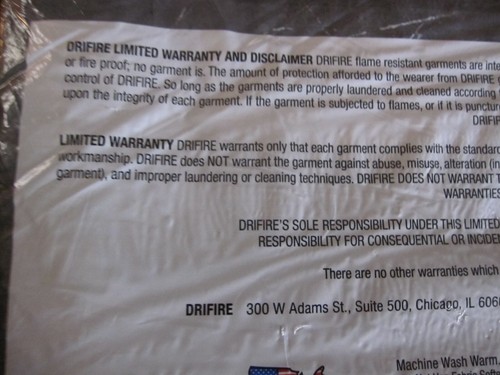 DRIFIRE LIMITED WARRANTY AND DISCLAIMER DRIFIRE flame resistant garments are inte
or fire proof; no garment is. The amount of protection afforded to the wearer from DRIFIRE
control of DRIFIRE. So long as the garments are properly laundered and cleaned according
upon the integrity of each garment. If the garment is subjected to flames, or if it is punctur
DRIFIR
LIMITED WARRANTY DRIFIRE warrants only that each garment complies with the standard
workmanship. DRIFIRE does NOT warrant the garment against abuse, misuse, alteration (in
garment), and improper laundering or cleaning techniques. DRIFIRE DOES NOT WARRANT T
WARRANTIES
DRIFIRE'S SOLE RESPONSIBILITY UNDER THIS LIMITED
RESPONSIBILITY FOR CONSEQUENTIAL OR INCIDE
There are no other warranties which
DRIFIRE 300 W Adams St., Suite 500, Chicago, IL 606
Machine Wash Warm.
Fabric Softe